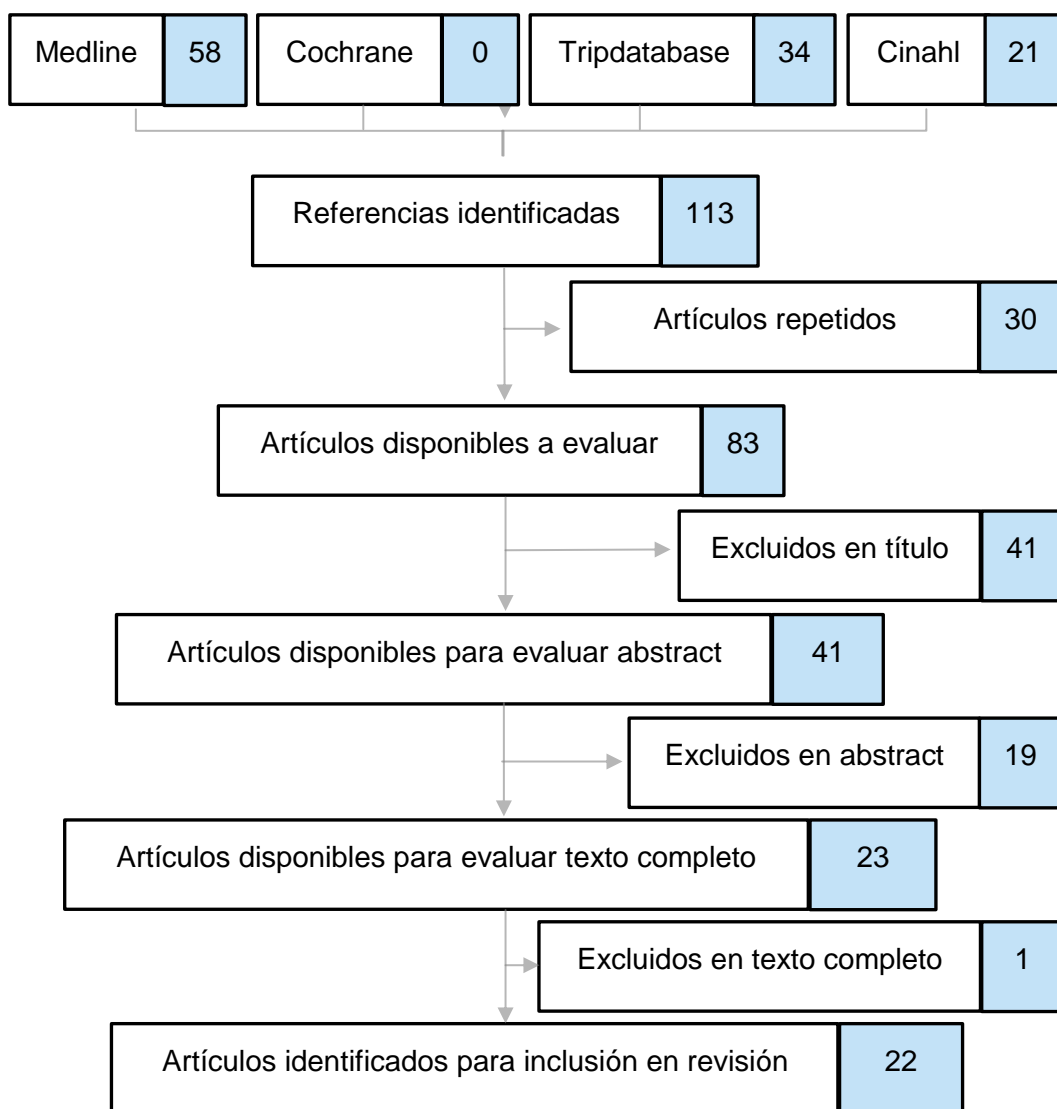 Medline 58 Cochrane 0 Tripdatabase 34 Cinahl 21
Referencias identificadas 113
Artículos repetidos 30
Artículos disponibles a evaluar 83
Excluidos en título 41
Artículos disponibles para evaluar abstract 41
Excluidos en abstract 19
Artículos disponibles para evaluar texto completo 23
Excluidos en texto completo 1
Artículos identificados para inclusión en revisión 22